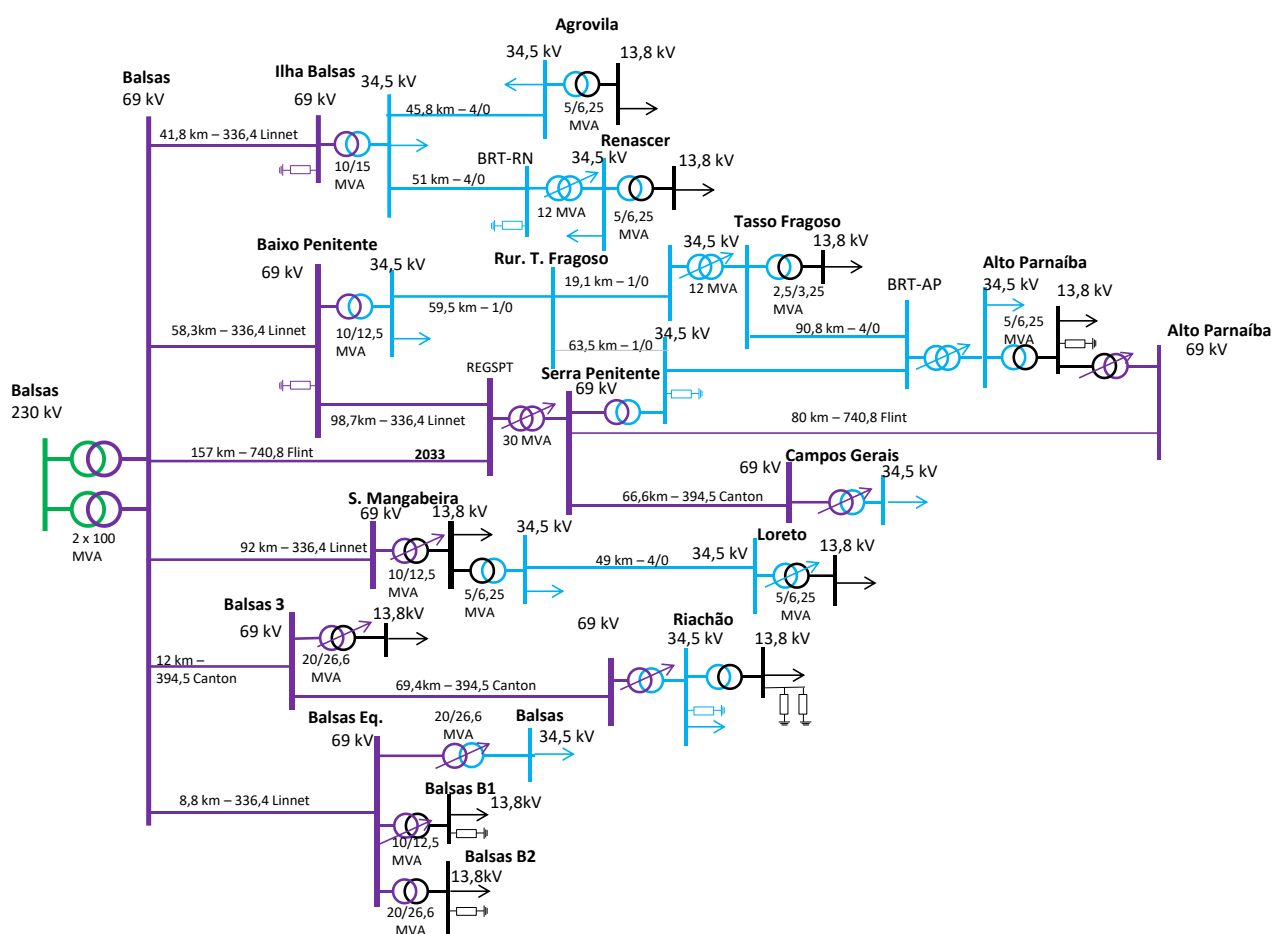 Agrovila
34,5 kV
13,8 kV
Balsas
69 kV
Ilha Balsas
69 kV
34,5 kV
45,8 km – 4/0
5/6,25
MVA
41,8 km – 336,4 Linnet
10/15
MVA
BRT-RN
Renascer
34,5 kV
13,8 kV
51 km – 4/0
12 MVA
5/6,25
MVA
Baixo Penitente
69 kV
34,5 kV
Rur. T. Fragoso
59,5 km – 1/0
19,1 km – 1/0
34,5 kV
12 MVA
Tasso Fragoso
13,8 kV
2,5/3,25
MVA
BRT-AP
Alto Parnaíba
34,5 kV
13,8 kV
5/6,25
MVA
Alto Parnaíba
69 kV
58,3km – 336,4 Linnet
10/12,5
MVA
63,5 km – 1/0
34,5 kV
90,8 km – 4/0
REGSPT
Serra Penitente
69 kV
98,7km – 336,4 Linnet
30 MVA
80 km – 740,8 Flint
Balsas
230 kV
157 km – 740,8 Flint
2033
Campos Gerais
69 kV
34,5 kV
66,6km – 394,5 Canton
2 x 100
MVA
S. Mangabeira
69 kV
13,8 kV
34,5 kV
92 km – 336,4 Linnet
10/12,5
MVA
5/6,25
MVA
49 km – 4/0
Loreto
34,5 kV
13,8 kV
5/6,25
MVA
Balsas 3
69 kV
13,8kV
20/26,6
MVA
12 km –
394,5 Canton
69 kV
Riachão
34,5 kV
13,8 kV
69,4km – 394,5 Canton
Balsas Eq.
69 kV
20/26,6
MVA
Balsas
34,5 kV
8,8 km – 336,4 Linnet
Balsas B1
13,8kV
10/12,5
MVA
Balsas B2
13,8kV
20/26,6
MVA